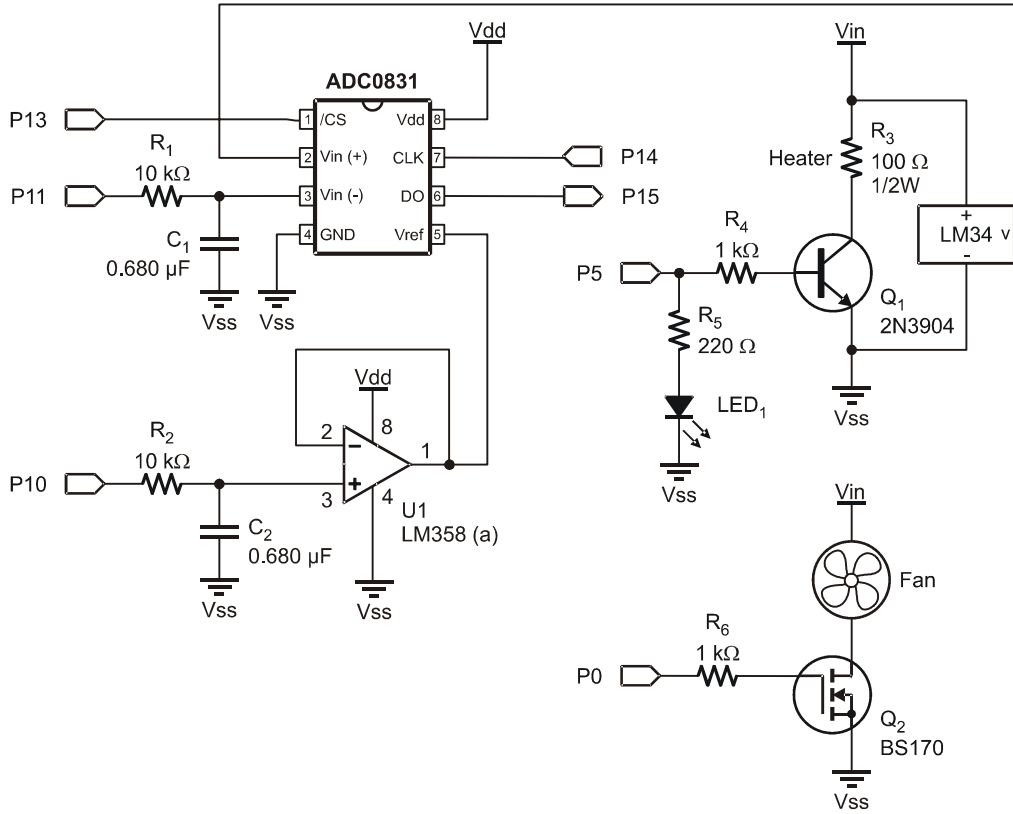 Vdd
Vin
ADC0831
P13
1
/CS
Vdd
8
R3
100 Ω
1/2W
Heater
R1
10 kΩ
2
Vin (+)
CLK
7
P14
P11
3
Vin (-)
DO
6
P15
4
GND
Vref
5
C1
0.680 µF
Vss
Vss
+
LM34 v
-
R4
1 kΩ
P5
Q1
2N3904
R5
220 Ω
LED1
Vss
Vss
Vdd
2
8
1
3
4
R2
10 kΩ
P10
U1
LM358 (a)
C2
0.680 µF
Vss
Vss
Vin
Fan
R6
1 kΩ
P0
Q2
BS170
Vss